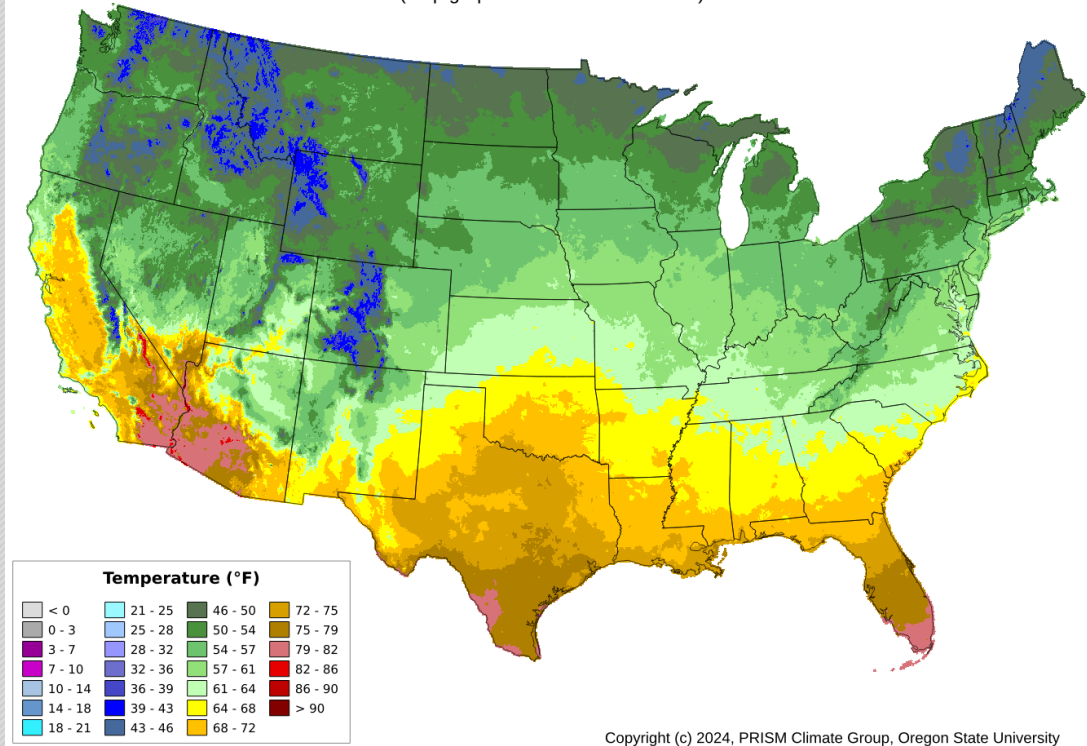 Temperature (°F)
< 0 21 - 25 46 - 50 72 - 75
0 - 3 25 - 28 50 - 54 75 - 79
3 - 7 28 - 32 54 - 57 79 - 82
7 - 10 32 - 36 57 - 61 82 - 86
10 - 14 36 - 39 61 - 64 86 - 90
14 - 18 39 - 43 64 - 68 > 90
18 - 21 43 - 46 68 - 72
Copyright (c) 2024, PRISM Climate Group, Oregon State University